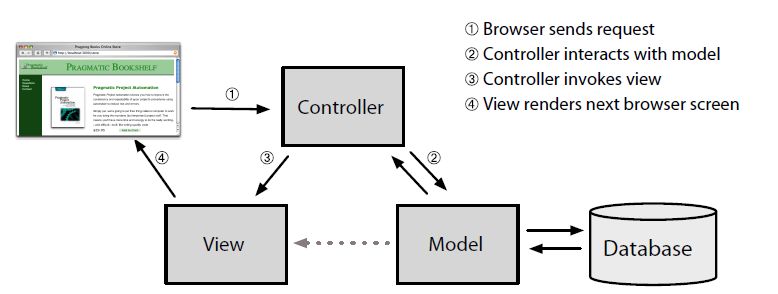 ① Browser sends request
② Controller interacts with model
③ Controller invokes view
④ View renders next browser screen
Pragmatic Books Online Store
PRAGMATIC BOOKSHELF
Pragmatic Project Automation
①
Controller
④
③
②
View
Model
Database